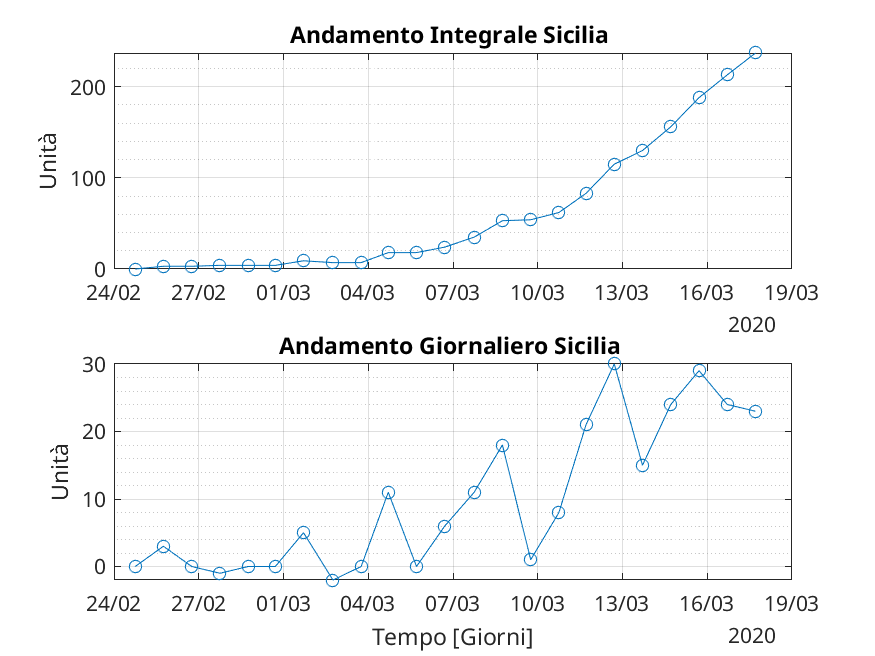 Andamento Integrale Sicilia
200
100
0
Unità
24/02 27/02 01/03 04/03 07/03 10/03 13/03 16/03 19/03
2020
Andamento Giornaliero Sicilia
30
20
10
0
Unità
24/02 27/02 01/03 04/03 07/03 10/03 13/03 16/03 19/03
Tempo [Giorni]
2020